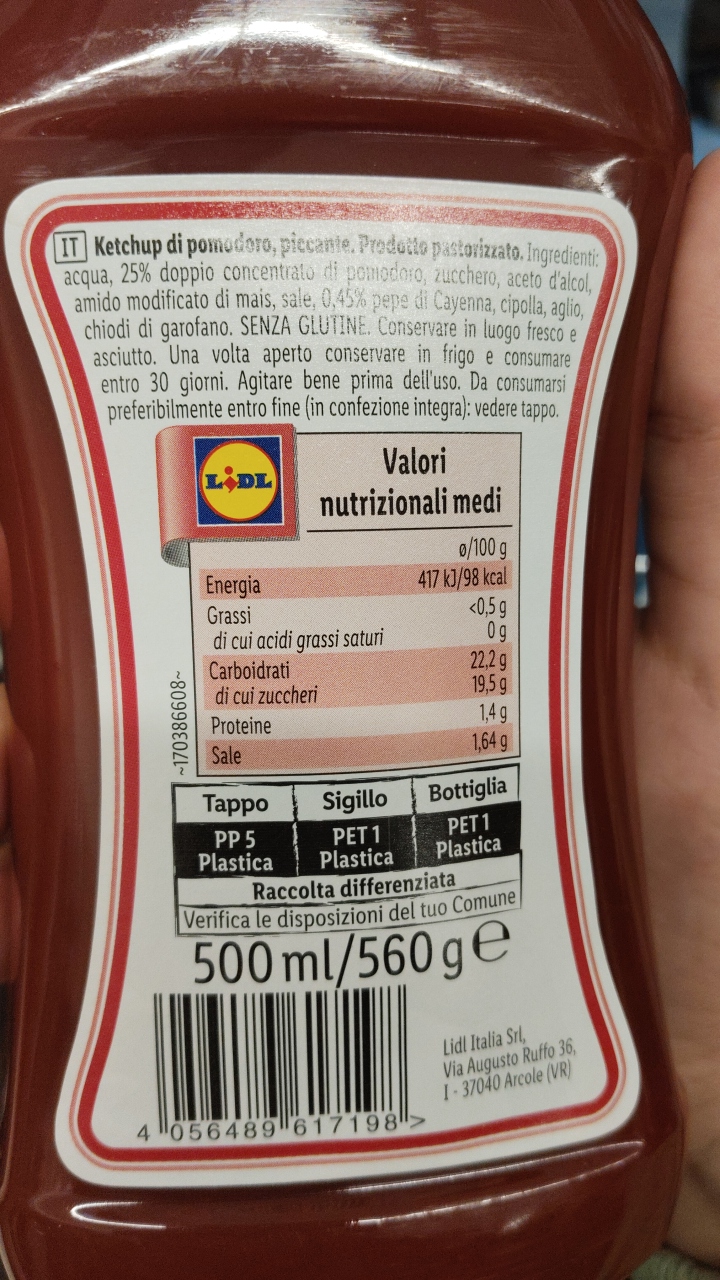 IT Ketchup di pomodoro, piccante. Prodotto pastorizzato. Ingredienti:
acqua, 25% doppio concentrato di pomodoro, zucchero, aceto d'alcol,
amido modificato di mais, sale, 0,45% pepe di Cayenna, cipolla, aglio,
chiodi di garofano. SENZA GLUTINE. Conservare in luogo fresco e
asciutto. Una volta aperto conservare in frigo e consumare
entro 30 giorni. Agitare bene prima dell'uso. Da consumarsi
preferibilmente entro fine (in confezione integra): vedere tappo.
LIDL
Valori
nutrizionali medi
ø/100 g
Energia 417 kJ/98 kcal
Grassi <0,5 g
di cui acidi grassi saturi 0 g
Carboidrati 22,2 g
di cui zuccheri 19,5 g
Proteine 1,4 g
Sale 1,64 g
~170386608~
Tappo Sigillo Bottiglia
PP 5 PET 1 PET 1
Plastica Plastica Plastica
Raccolta differenziata
Verifica le disposizioni del tuo Comune
500 ml/560 g e
Lidl Italia Srl,
Via Augusto Ruffo 36,
I - 37040 Arcole (VR)
4 056489 617198 >